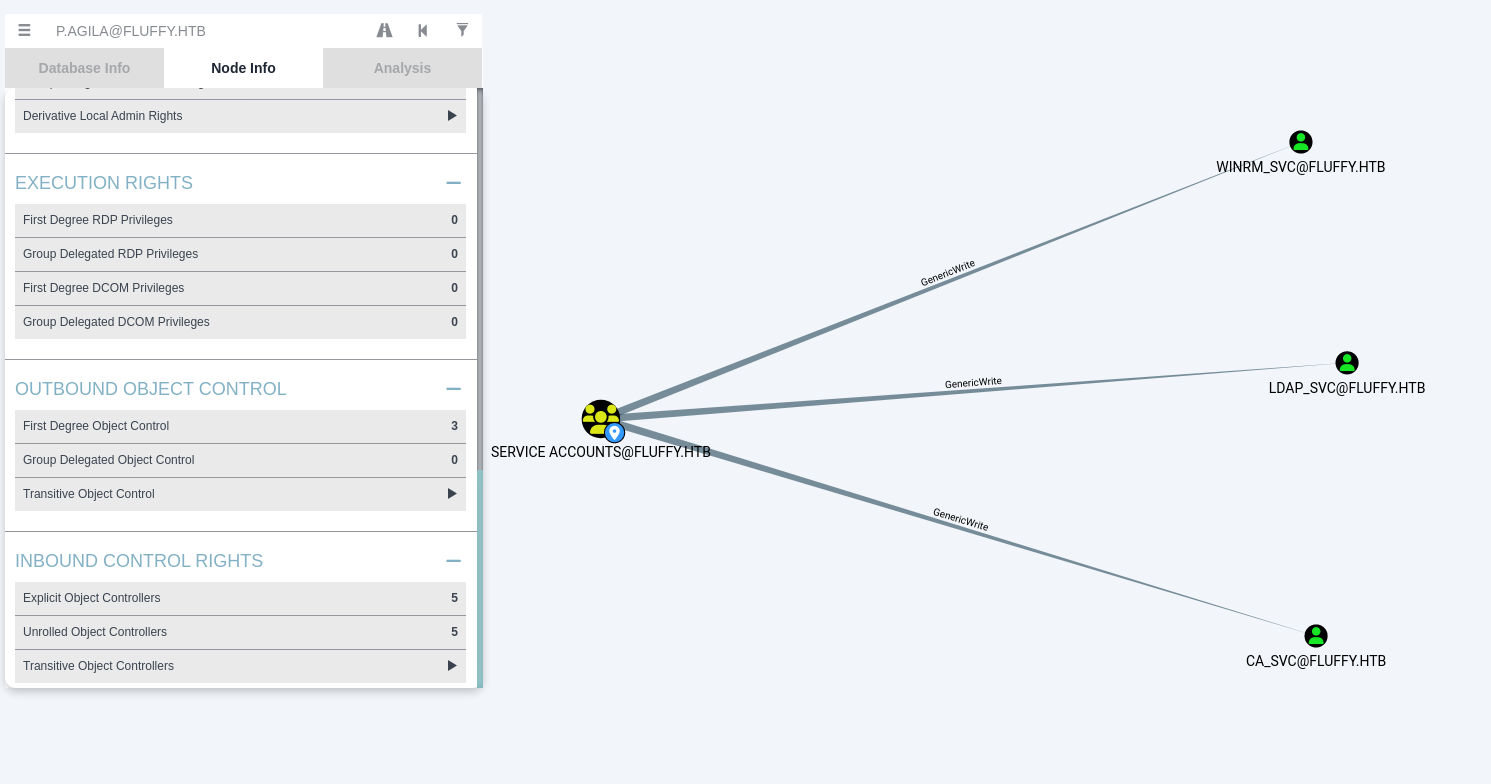 P.AGILA@FLUFFY.HTB
Database Info
Node Info
Analysis
Derivative Local Admin Rights
EXECUTION RIGHTS
First Degree RDP Privileges 0
Group Delegated RDP Privileges 0
First Degree DCOM Privileges 0
Group Delegated DCOM Privileges 0
OUTBOUND OBJECT CONTROL
First Degree Object Control 3
Group Delegated Object Control 0
Transitive Object Control
INBOUND CONTROL RIGHTS
Explicit Object Controllers 5
Unrolled Object Controllers 5
Transitive Object Controllers
WINRM_SVC@FLUFFY.HTB
GenericWrite
GenericWrite
LDAP_SVC@FLUFFY.HTB
SERVICE ACCOUNTS@FLUFFY.HTB
GenericWrite
CA_SVC@FLUFFY.HTB